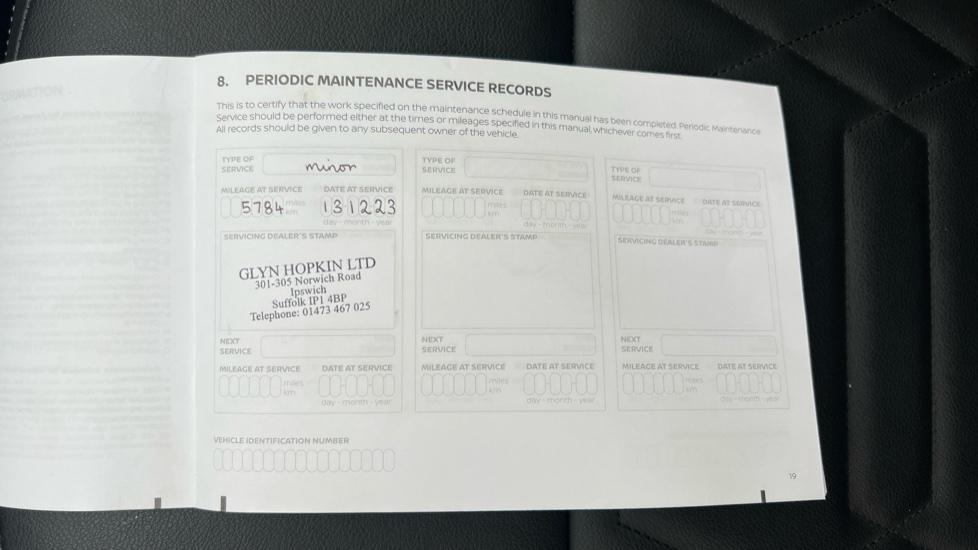 ORMATION
8. PERIODIC MAINTENANCE SERVICE RECORDS
This is to certify that the work specified on the maintenance schedule in this manual has been completed. Periodic Maintenance
Service should be performed either at the times or mileages specified in this manual, whichever comes first.
All records should be given to any subsequent owner of the vehicle.
TYPE OF
SERVICE
minor
MILEAGE AT SERVICE DATE AT SERVICE
5784 miles
km
131223
day - month - year
SERVICING DEALER'S STAMP
GLYN HOPKIN LTD
301-305 Norwich Road
Ipswich
Suffolk IP1 4BP
Telephone: 01473 467 025
NEXT
SERVICE
MILEAGE AT SERVICE DATE AT SERVICE
miles
km
day - month - year
TYPE OF
SERVICE
MILEAGE AT SERVICE DATE AT SERVICE
miles
km
day - month - year
SERVICING DEALER'S STAMP
NEXT
SERVICE
MILEAGE AT SERVICE DATE AT SERVICE
miles
km
day - month - year
TYPE OF
SERVICE
MILEAGE AT SERVICE DATE AT SERVICE
miles
km
day - month - year
SERVICING DEALER'S STAMP
NEXT
SERVICE
MILEAGE AT SERVICE DATE AT SERVICE
miles
km
day - month - year
VEHICLE IDENTIFICATION NUMBER
19